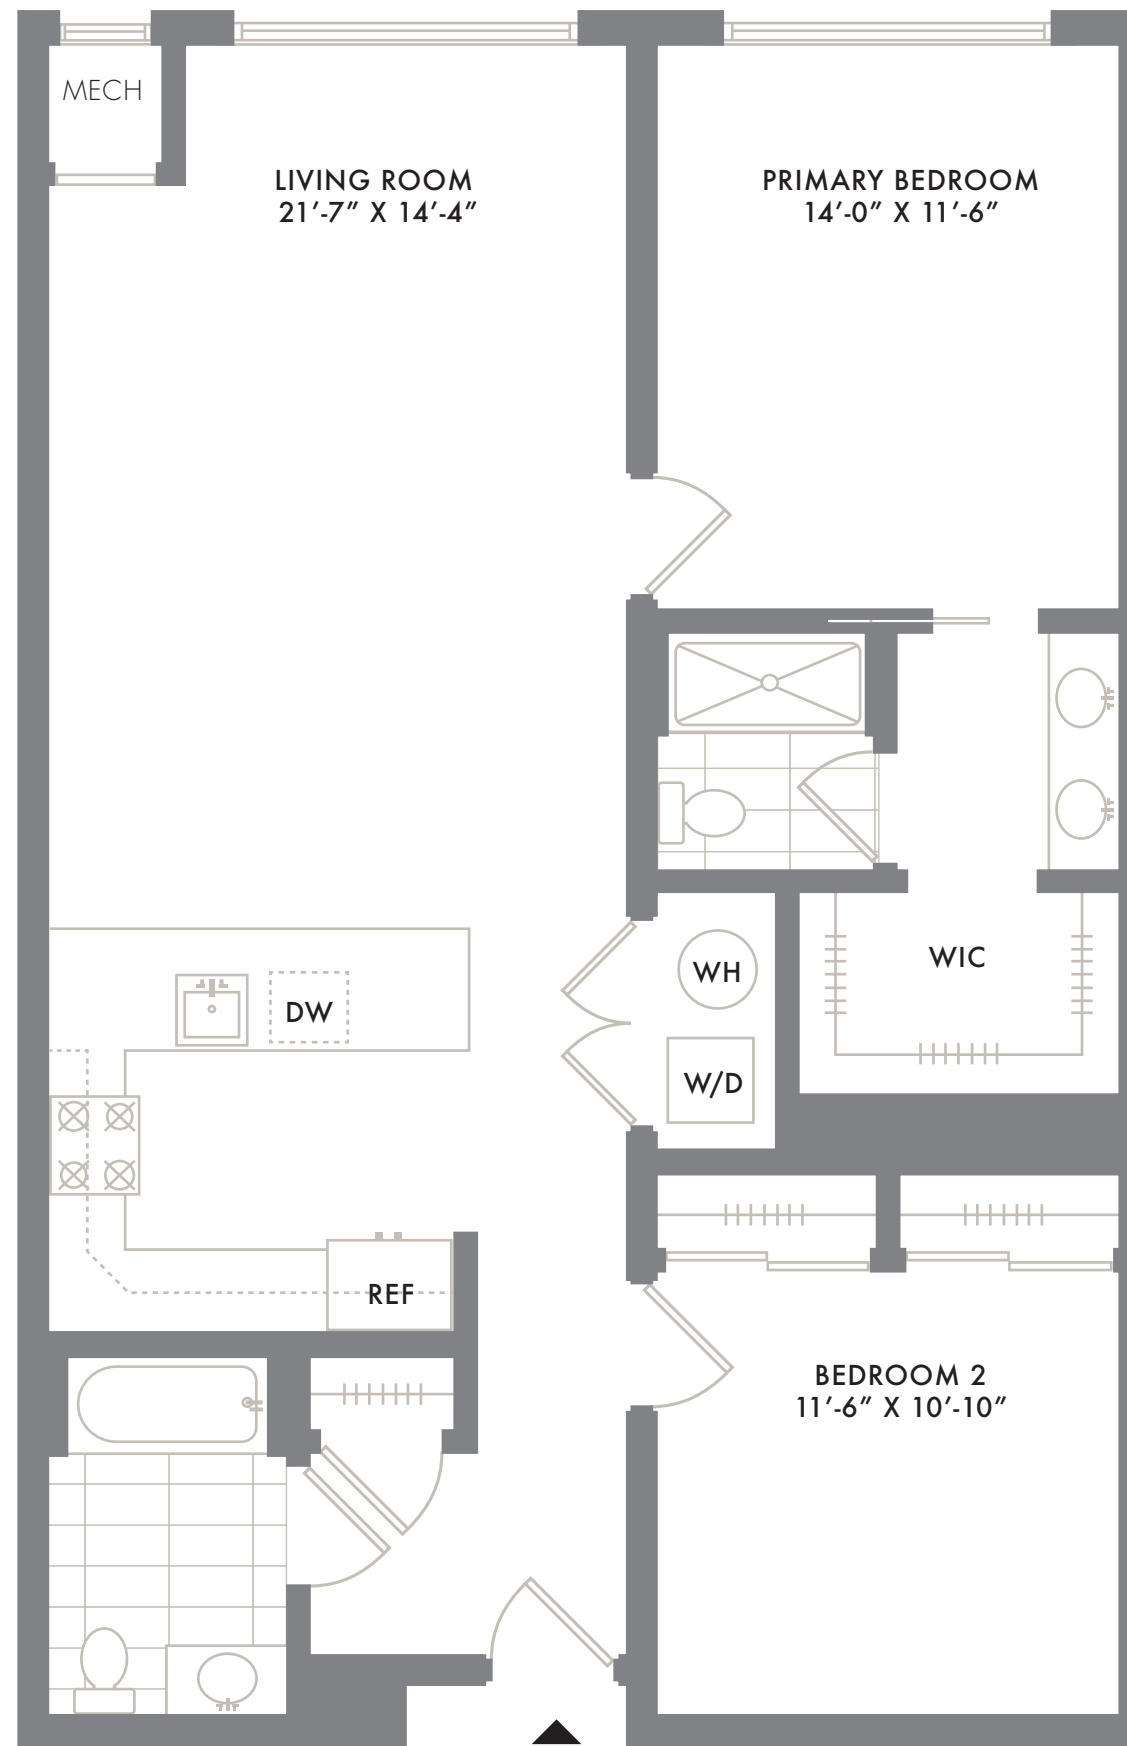 MECH
LIVING ROOM
21′-7″ X 14′-4″
PRIMARY BEDROOM
14′-0″ X 11′-6″
WH
WIC
DW
W/D
REF
BEDROOM 2
11′-6″ X 10′-10″